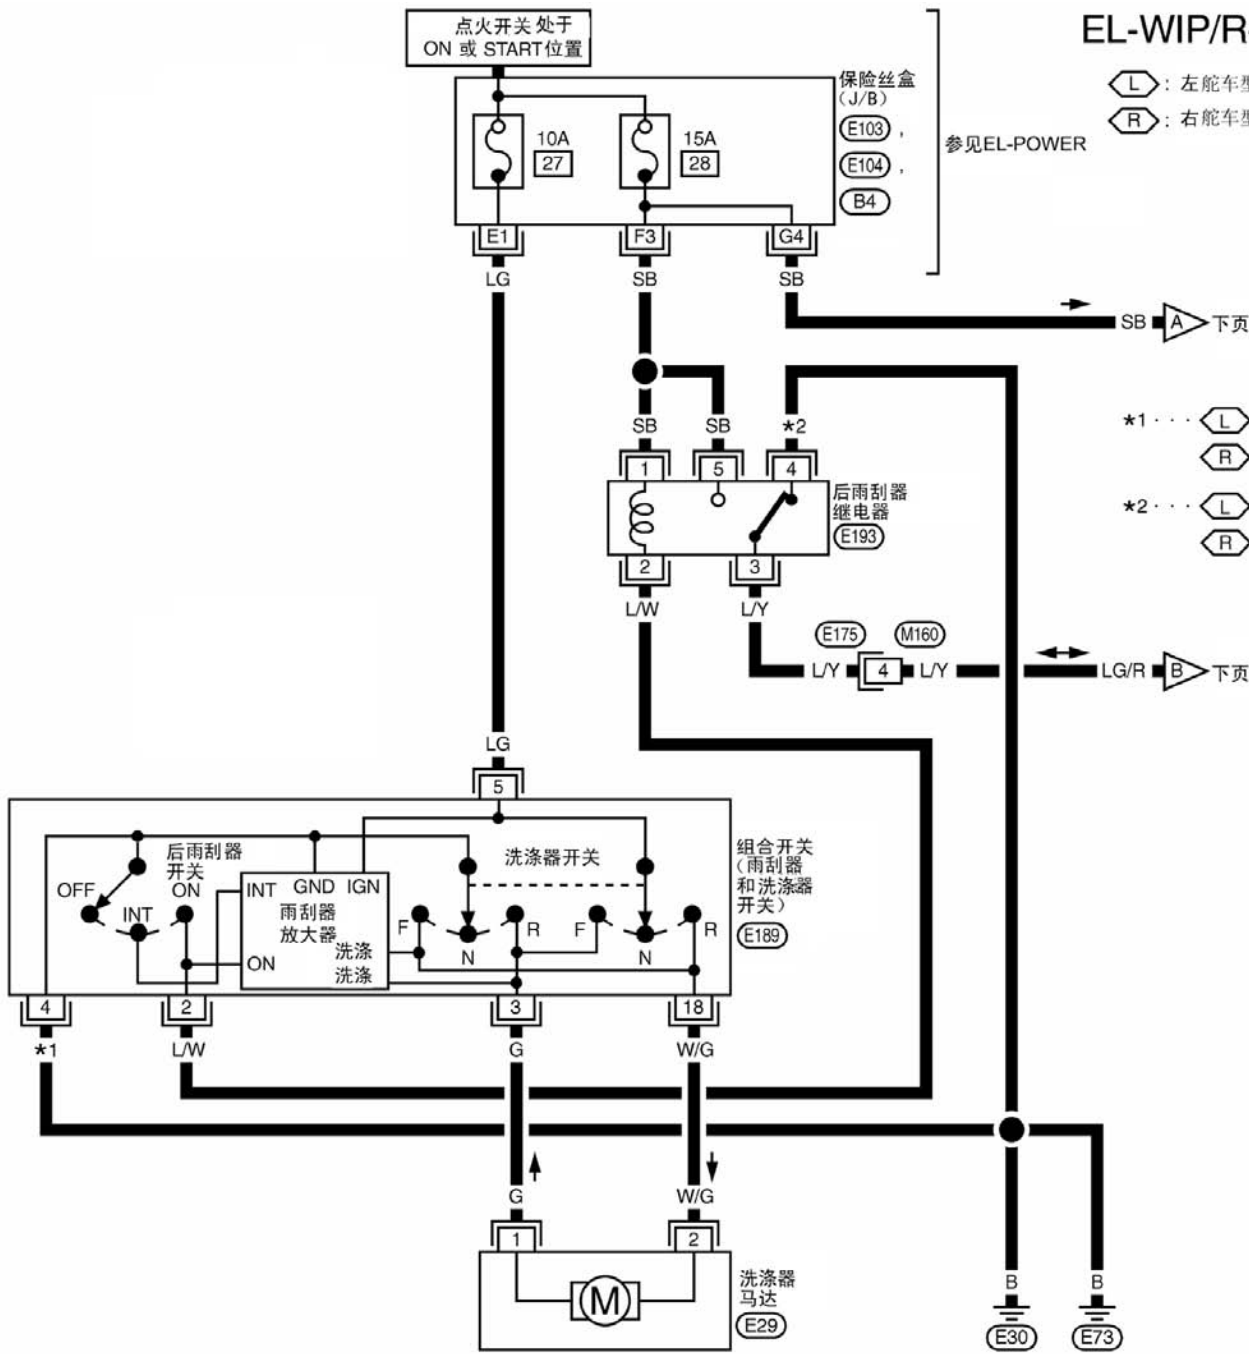 点火开关处于
ON 或 START位置
EL-WIP/R-
L : 左舵车型
R : 右舵车型
保险丝盒
(J/B)
E103 ,
E104 ,
B4
参见EL-POWER
10A
27
15A
28
E1
F3
G4
LG
SB
SB
SB
A
下页
SB
SB
*2
*1 · · · L
R
*2 · · · L
R
1
5
4
后雨刮器
继电器
E193
2
3
L/W
L/Y
E175
M160
L/Y
4
L/Y
LG/R
B
下页
LG
5
后雨刮器
开关
洗涤器开关
组合开关
(雨刮器
和洗涤器
开关)
E189
OFF
INT
ON
INT
GND
IGN
雨刮器
放大器
ON
洗涤
洗涤
F
N
R
F
N
R
4
2
3
18
*1
L/W
G
W/G
G
W/G
1
2
M
洗涤器
马达
E29
B
B
E30
E73